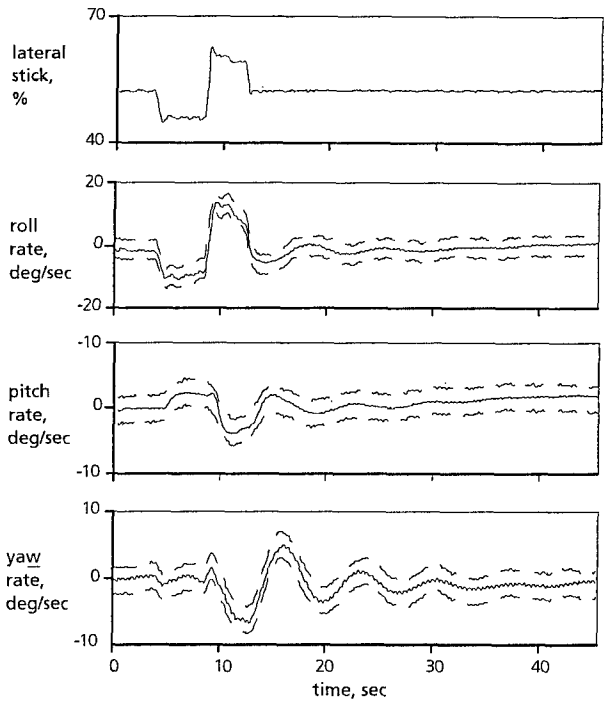 70
lateral
stick,
%
40
20
roll
rate,
deg/sec
0
-20
-10
pitch
rate,
deg/sec
0
-10
10
yaw
rate,
deg/sec
0
-10
0
10
20
30
40
time, sec